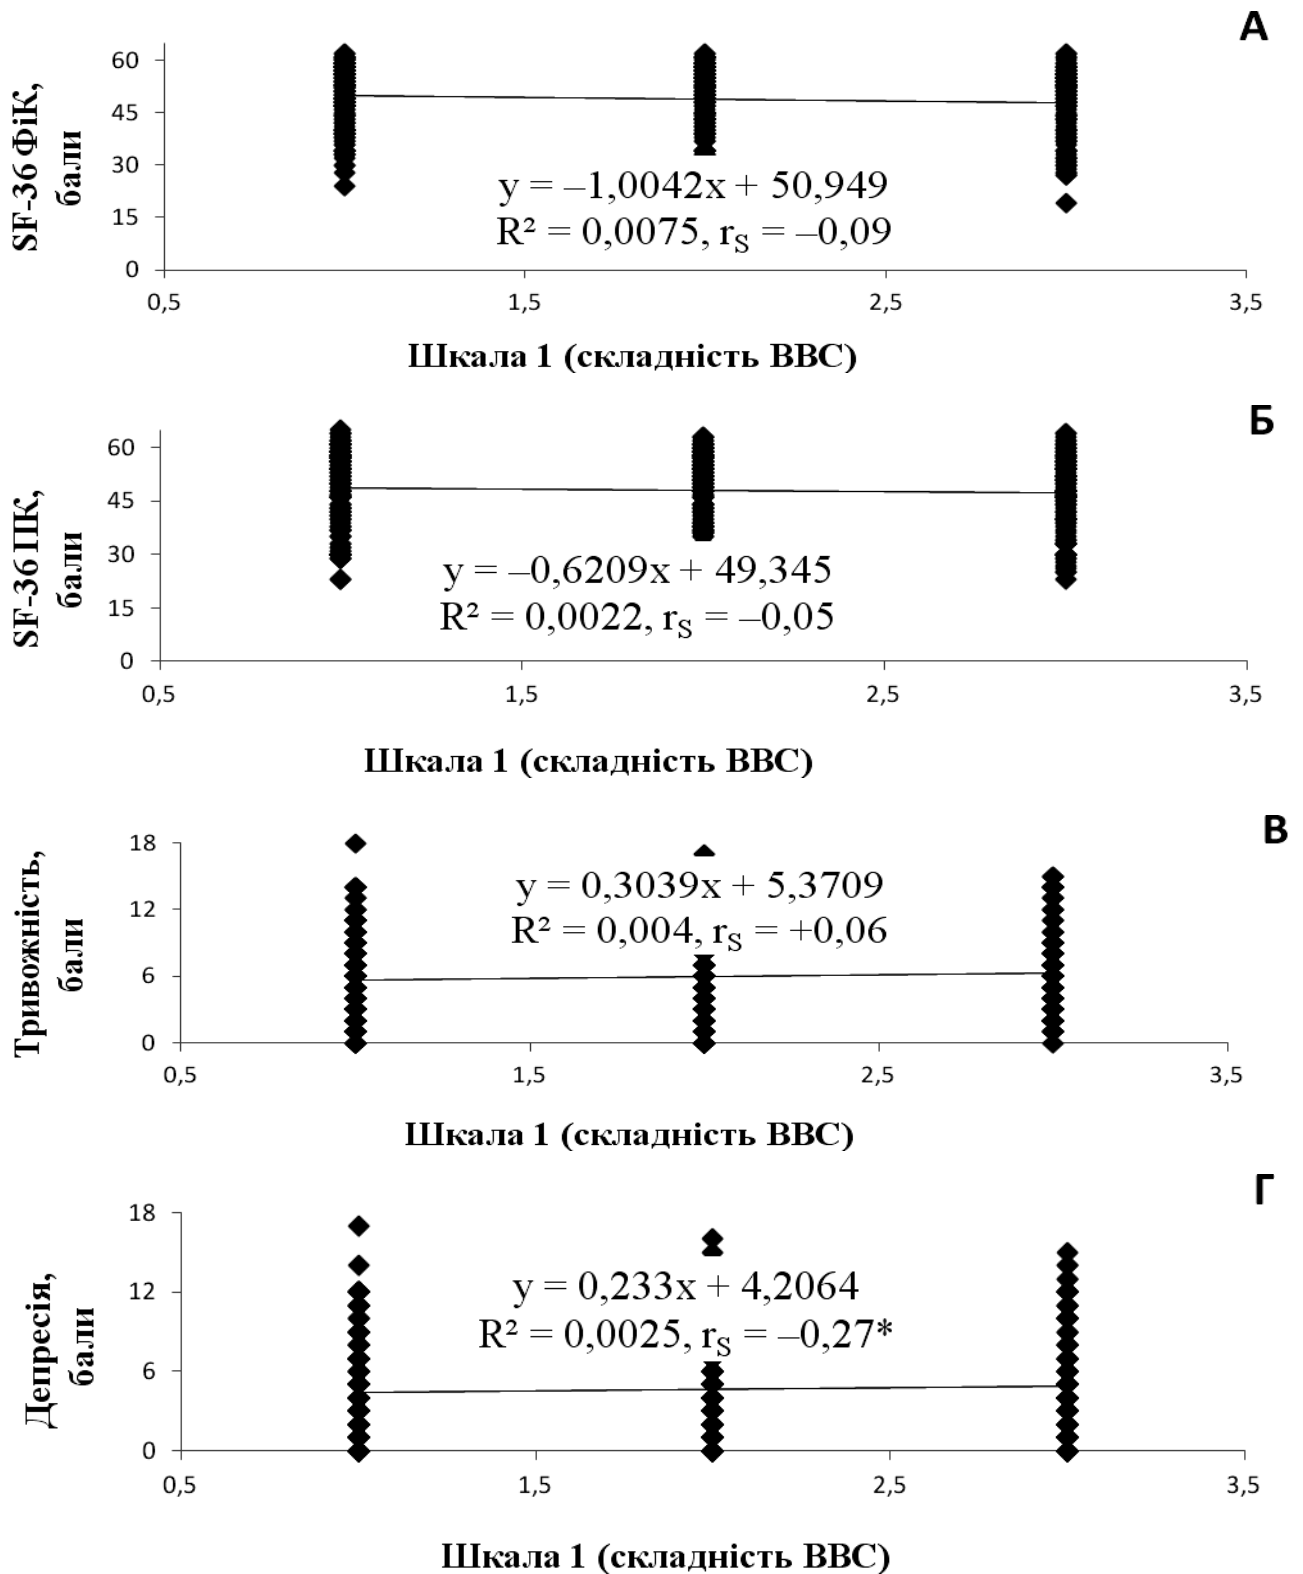 А
SF-36 ФіК,
бали
60
45
30
15
0
y = –1,0042x + 50,949
R² = 0,0075, rS = –0,09
0,5 1,5 2,5 3,5
Шкала 1 (складність ВВС)
Б
SF-36 ПК,
бали
60
45
30
15
0
y = –0,6209x + 49,345
R² = 0,0022, rS = –0,05
0,5 1,5 2,5 3,5
Шкала 1 (складність ВВС)
В
Тривожність,
бали
18
12
6
0
y = 0,3039x + 5,3709
R² = 0,004, rS = +0,06
0,5 1,5 2,5 3,5
Шкала 1 (складність ВВС)
Г
Депресія,
бали
18
12
6
0
y = 0,233x + 4,2064
R² = 0,0025, rS = –0,27*
0,5 1,5 2,5 3,5
Шкала 1 (складність ВВС)